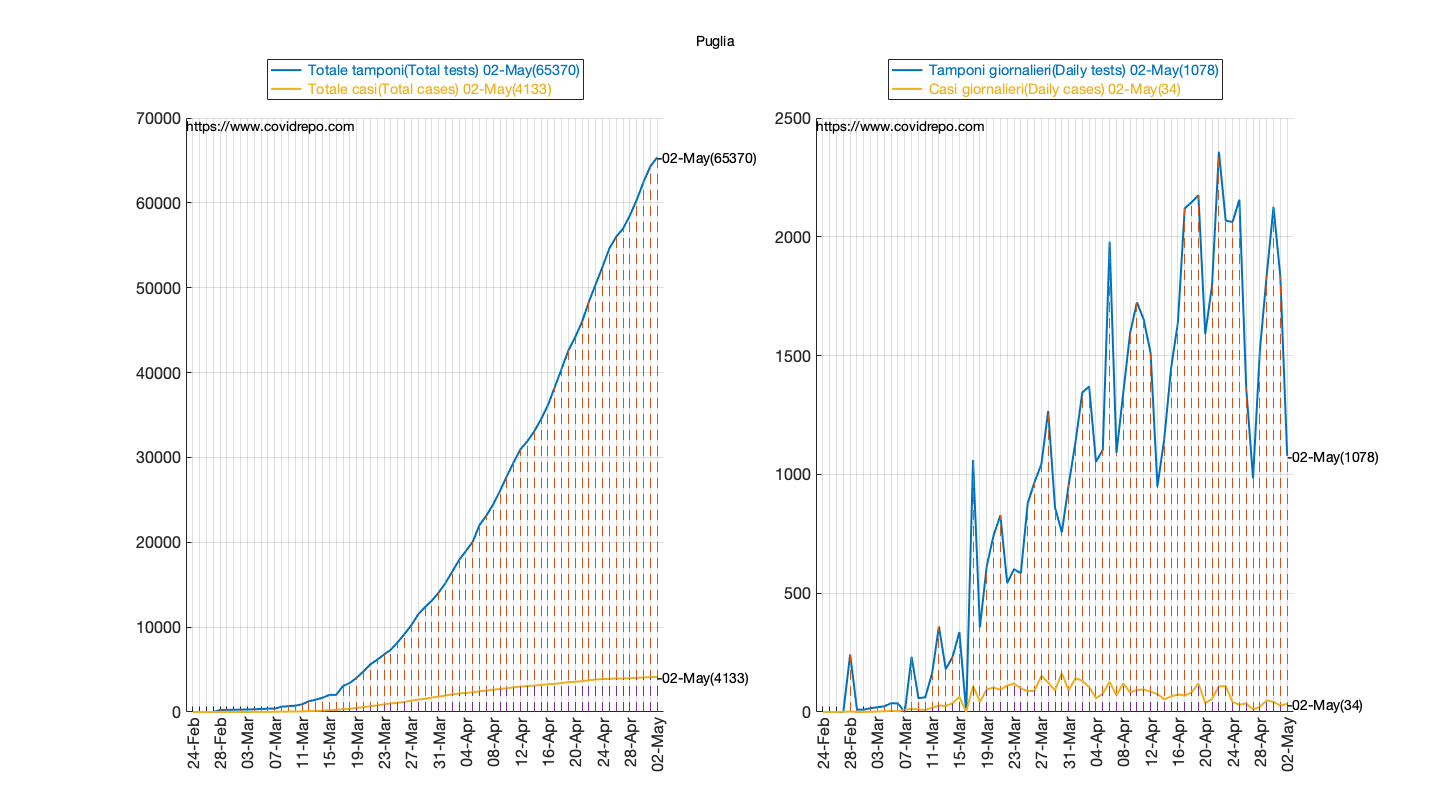 Puglia
Totale tamponi(Total tests) 02-May(65370)
Totale casi(Total cases) 02-May(4133)
70000
60000
50000
40000
30000
20000
10000
0
https://www.covidrepo.com
02-May(65370)
02-May(4133)
24-Feb
28-Feb
03-Mar
07-Mar
11-Mar
15-Mar
19-Mar
23-Mar
27-Mar
31-Mar
04-Apr
08-Apr
12-Apr
16-Apr
20-Apr
24-Apr
28-Apr
02-May
Tamponi giornalieri(Daily tests) 02-May(1078)
Casi giornalieri(Daily cases) 02-May(34)
2500
2000
1500
1000
500
0
https://www.covidrepo.com
02-May(1078)
02-May(34)
24-Feb
28-Feb
03-Mar
07-Mar
11-Mar
15-Mar
19-Mar
23-Mar
27-Mar
31-Mar
04-Apr
08-Apr
12-Apr
16-Apr
20-Apr
24-Apr
28-Apr
02-May